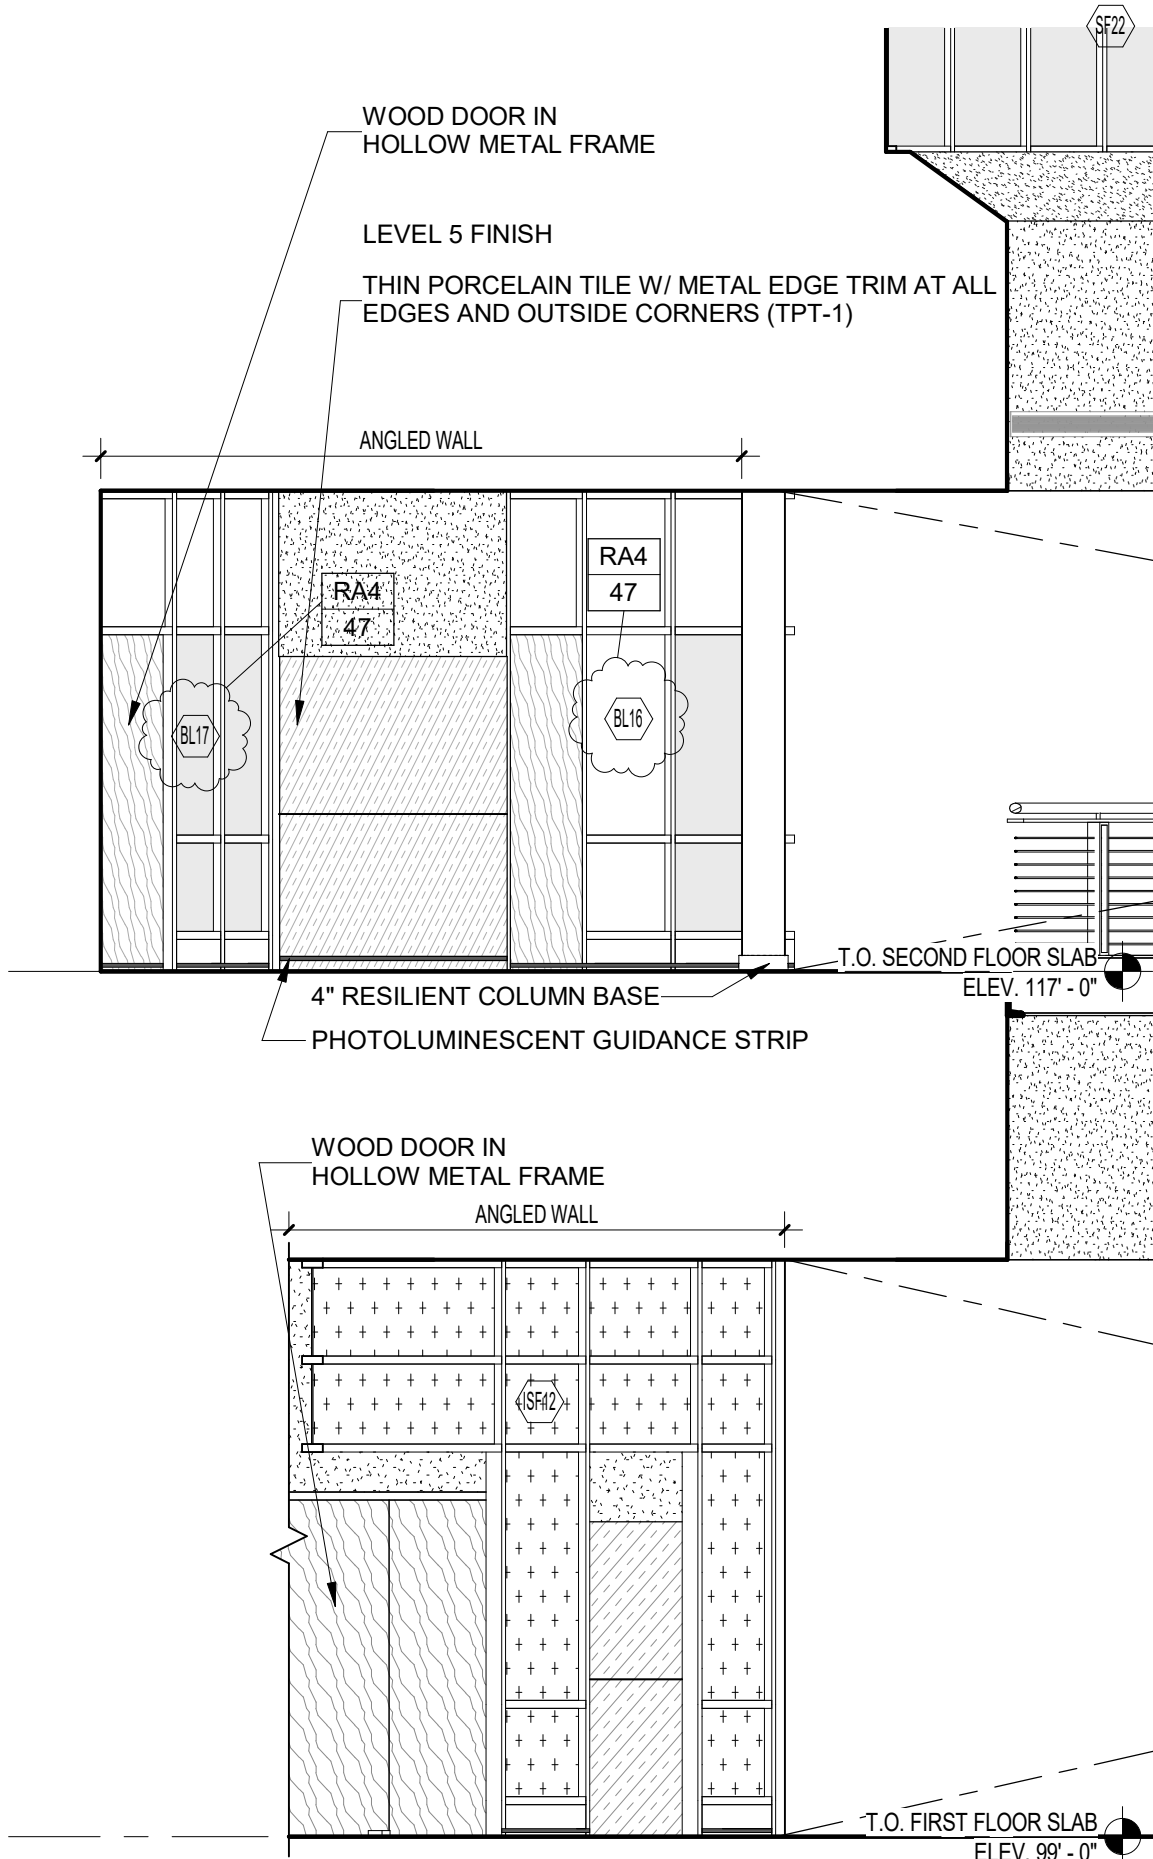 SF22
WOOD DOOR IN
HOLLOW METAL FRAME
LEVEL 5 FINISH
THIN PORCELAIN TILE W/ METAL EDGE TRIM AT ALL
EDGES AND OUTSIDE CORNERS (TPT-1)
ANGLED WALL
RA4
47
RA4
47
BL17
BL16
T.O. SECOND FLOOR SLAB
ELEV. 117' - 0"
4" RESILIENT COLUMN BASE
PHOTOLUMINESCENT GUIDANCE STRIP
WOOD DOOR IN
HOLLOW METAL FRAME
ANGLED WALL
ISF12
T.O. FIRST FLOOR SLAB
ELEV. 99' - 0"